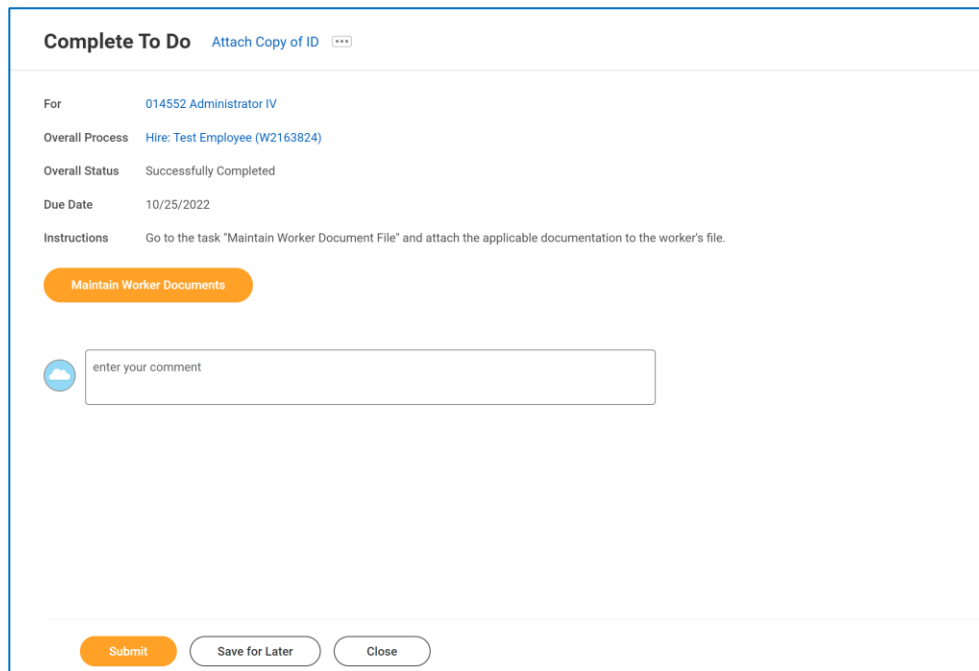 Complete To Do Attach Copy of ID
For 014552 Administrator IV
Overall Process Hire: Test Employee (W2163824)
Overall Status Successfully Completed
Due Date 10/25/2022
Instructions Go to the task "Maintain Worker Document File" and attach the applicable documentation to the worker's file.
Maintain Worker Documents
enter your comment
Submit Save for Later Close